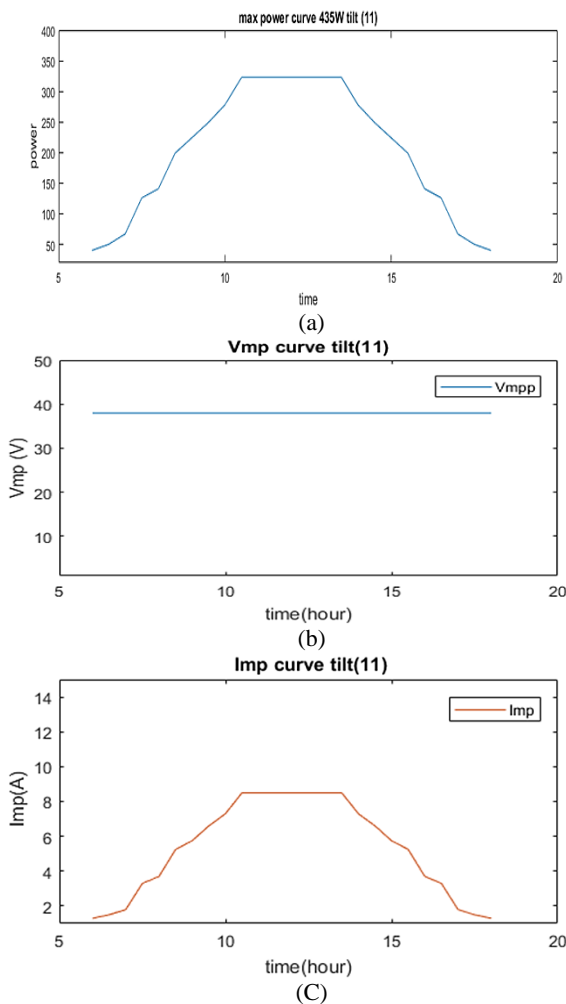 max power curve 435W tilt (11)
400
350
300
250
200
150
100
50
power
5 10 15 20
time
(a)
Vmp curve tilt(11)
50
40
30
20
10
Vmp (V)
Vmpp
5 10 15 20
time(hour)
(b)
Imp curve tilt(11)
14
12
10
8
6
4
2
Imp(A)
Imp
5 10 15 20
time(hour)
(C)